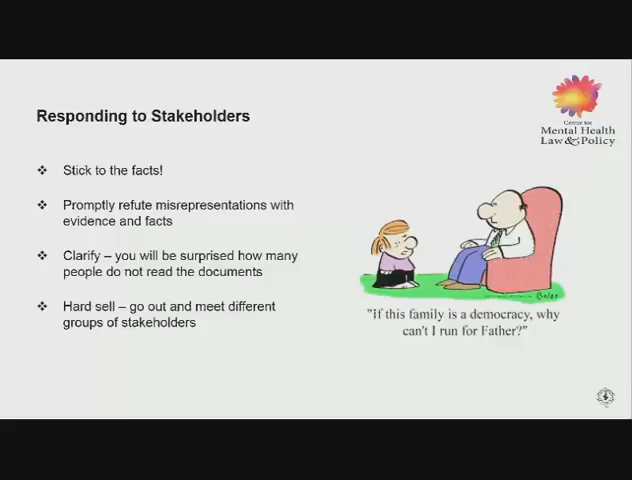 Responding to Stakeholders
Centre for
Mental Health
Law & Policy
❖ Stick to the facts!
❖ Promptly refute misrepresentations with
evidence and facts
❖ Clarify – you will be surprised how many
people do not read the documents
❖ Hard sell – go out and meet different
groups of stakeholders
"If this family is a democracy, why
can't I run for Father?"